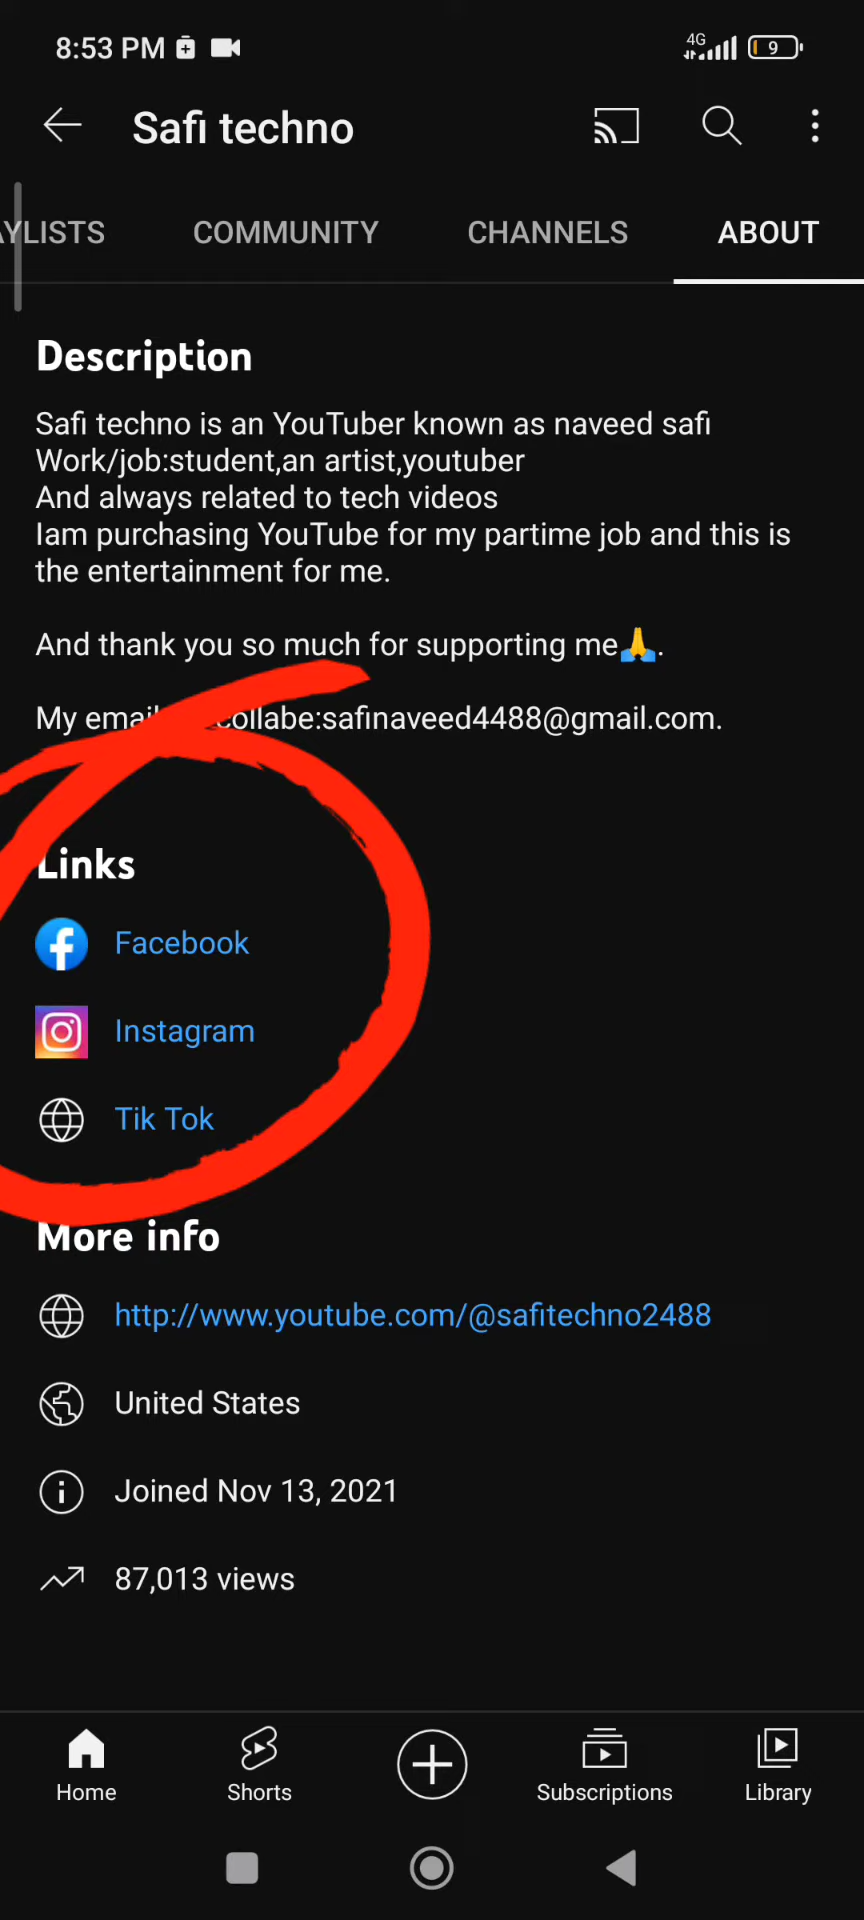 8:53 PM
4G
9
Safi techno
AYLISTS COMMUNITY CHANNELS ABOUT
Description
Safi techno is an YouTuber known as naveed safi
Work/job:student,an artist,youtuber
And always related to tech videos
Iam purchasing YouTube for my partime job and this is
the entertainment for me.
And thank you so much for supporting me🙏.
My email collabe:safinaveed4488@gmail.com.
Links
Facebook
Instagram
Tik Tok
More info
http://www.youtube.com/@safitechno2488
United States
Joined Nov 13, 2021
87,013 views
Home Shorts Subscriptions Library